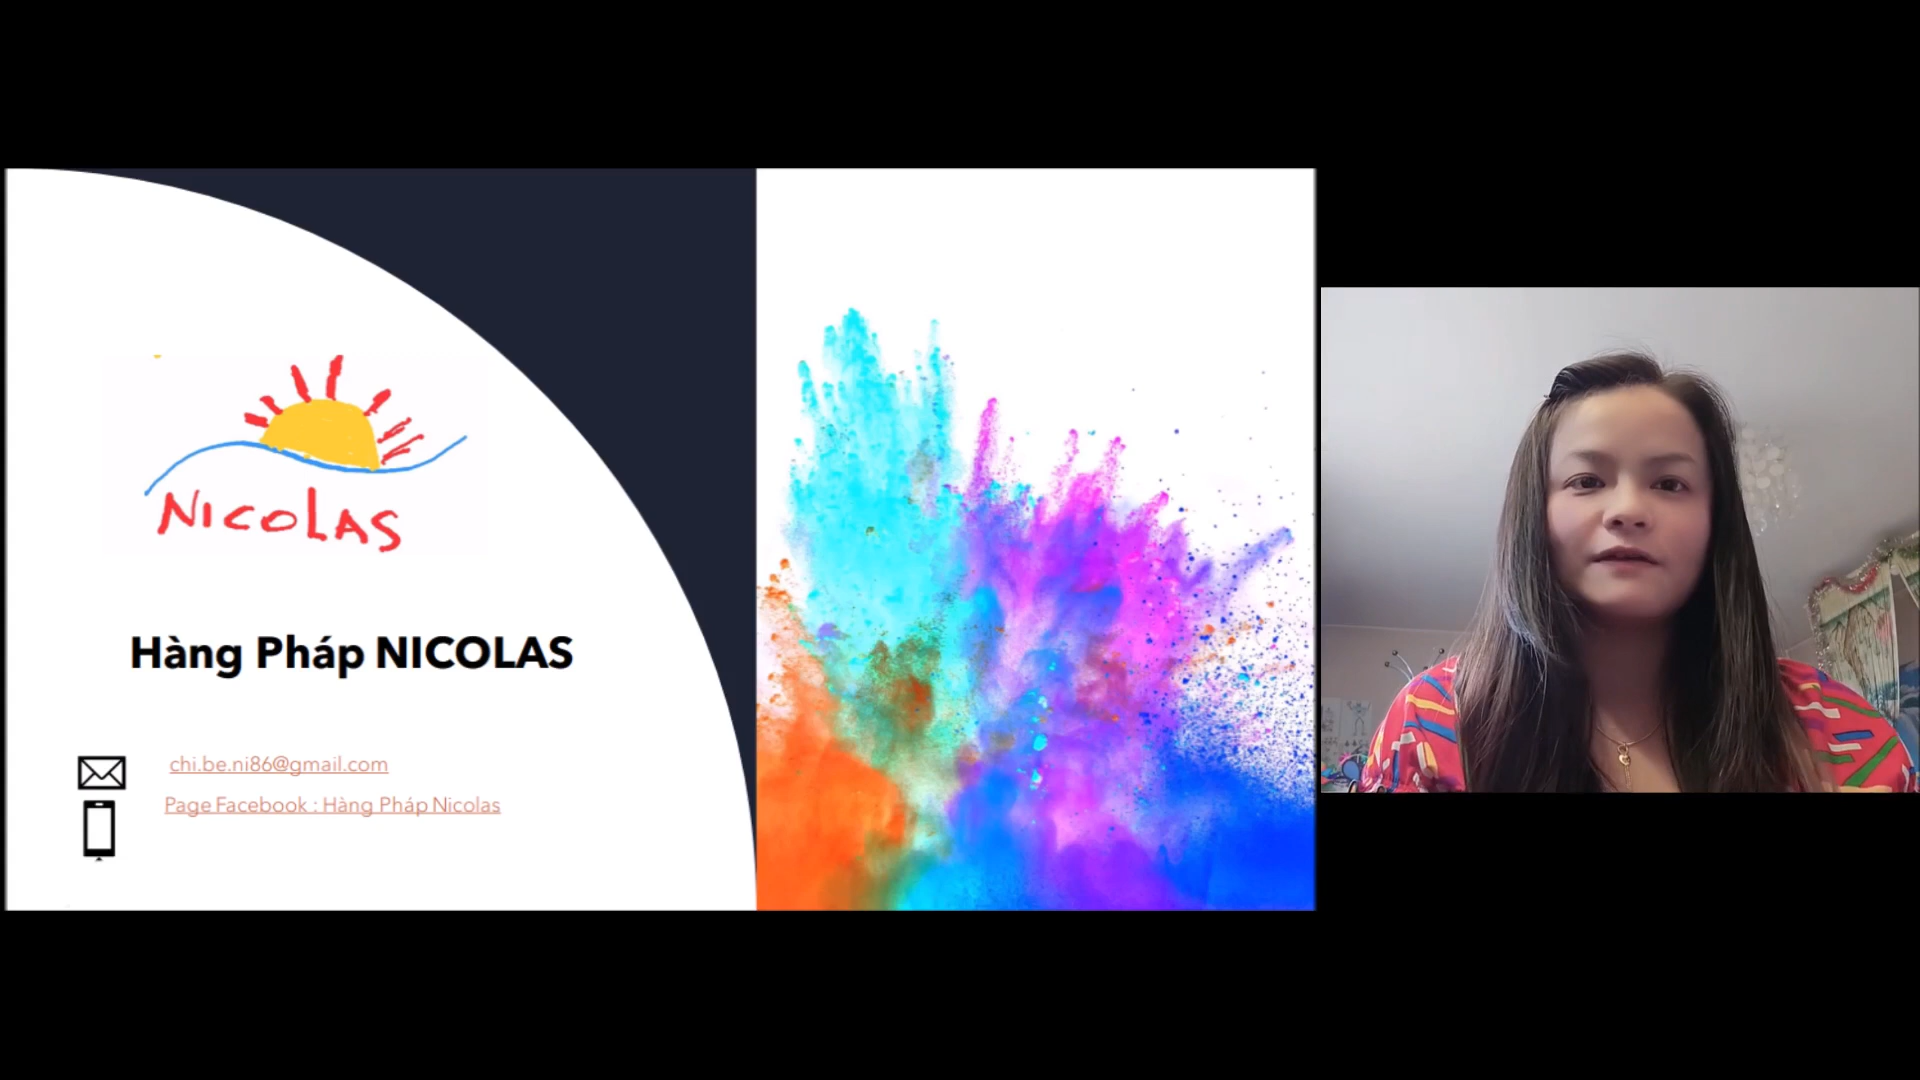 NICOLAS
Hàng Pháp NICOLAS
chi.be.ni86@gmail.com
Page Facebook : Hàng Pháp Nicolas